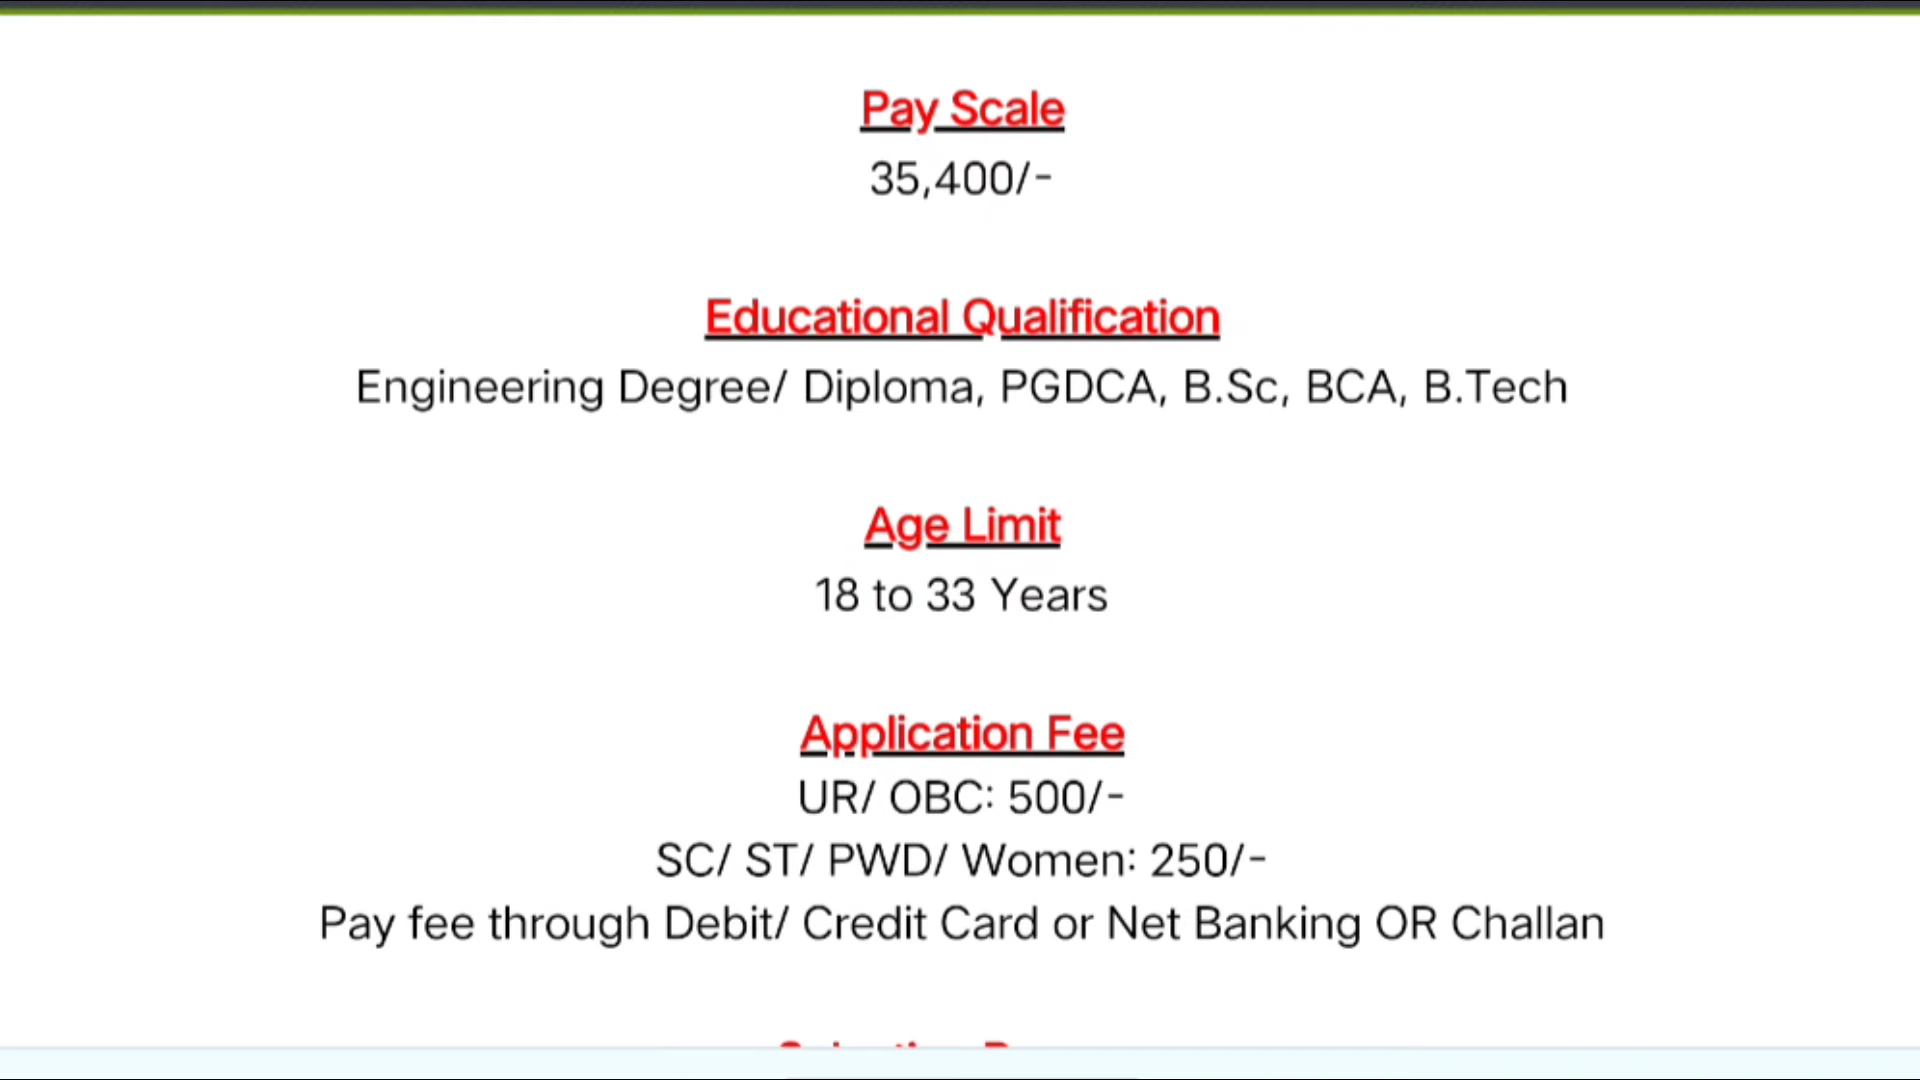 Pay Scale
35,400/-
Educational Qualification
Engineering Degree/ Diploma, PGDCA, B.Sc, BCA, B.Tech
Age Limit
18 to 33 Years
Application Fee
UR/ OBC: 500/-
SC/ ST/ PWD/ Women: 250/-
Pay fee through Debit/ Credit Card or Net Banking OR Challan